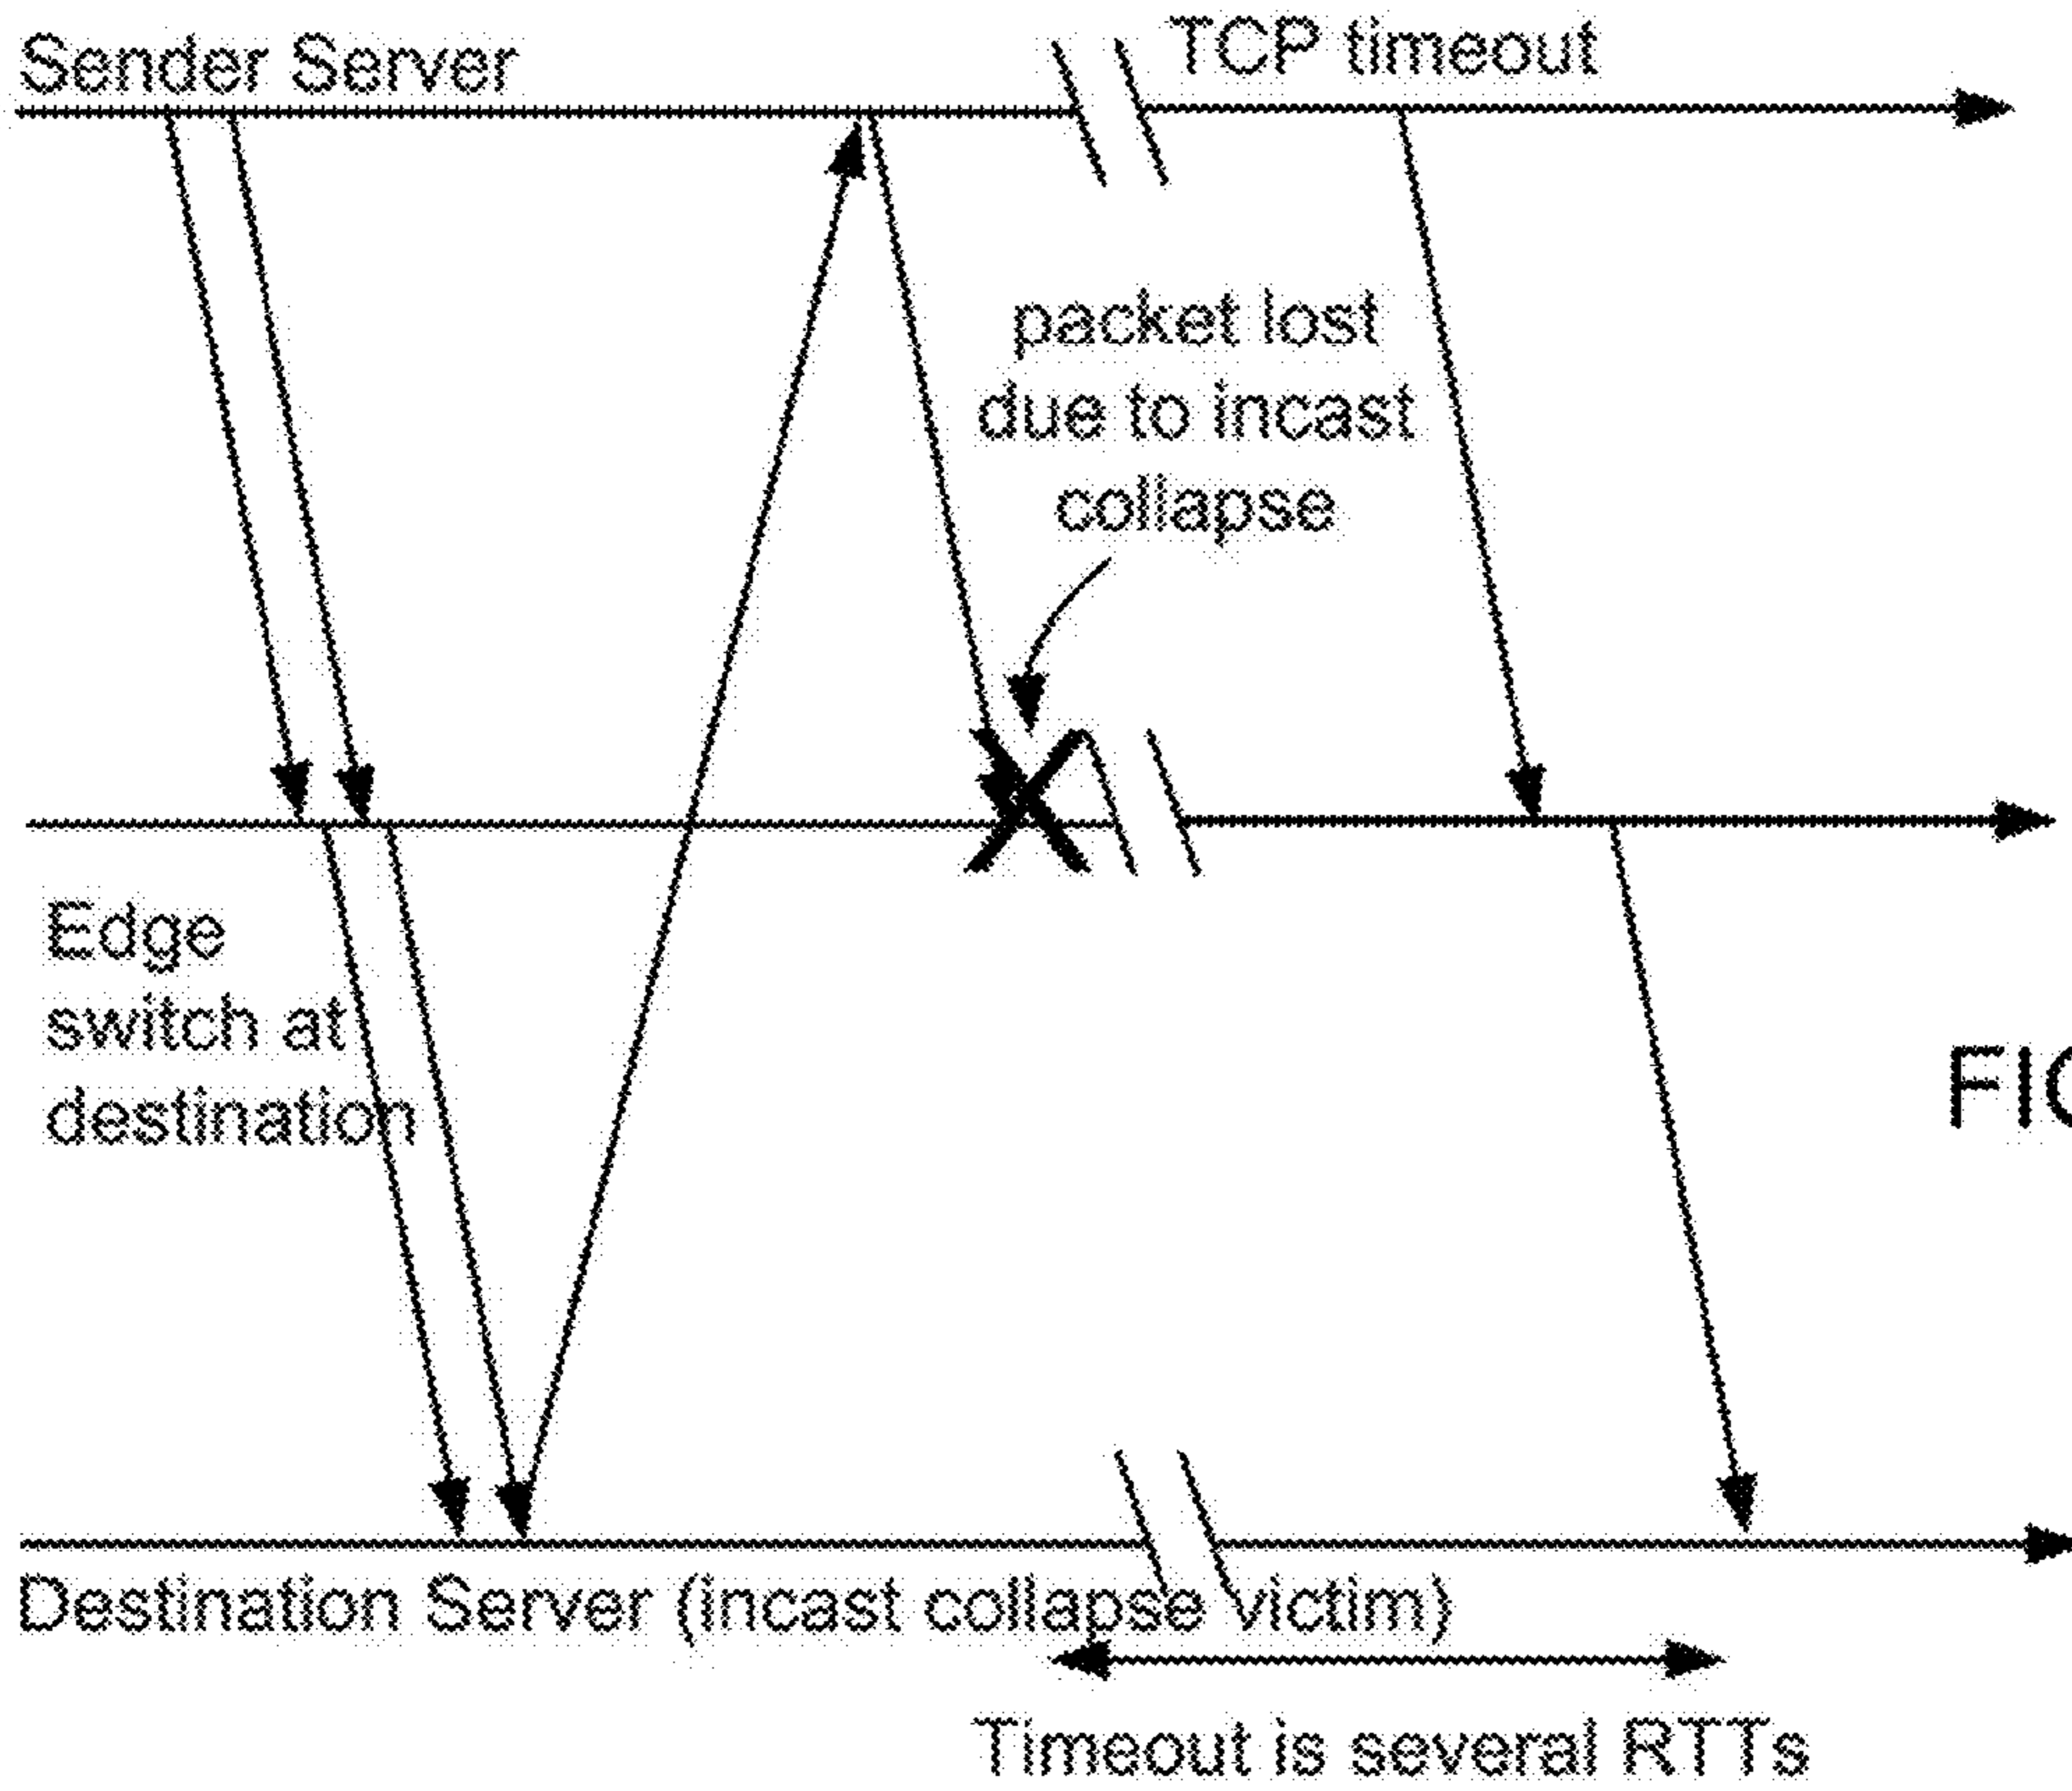 Sender Server
TCP timeout
packet lost
due to incast
collapse
Edge
switch at
destination
Destination Server (incast collapse victim)
Timeout is several RTTs